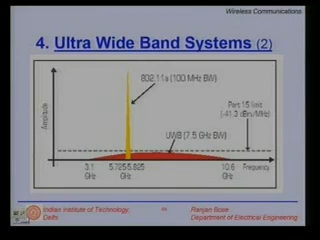 Wireless Communications
4. Ultra Wide Band Systems (2)
802.11a (100 MHz BW)
Part 15 limit
(-41.3 dBm/MHz)
UWB (7.5 GHz BW)
Amplitude
3.1
GHz
5.725-5.825
GHz
10.6
GHz
Frequency
Indian Institute of Technology,
Delhi
Ranjan Bose
Department of Electrical Engineering